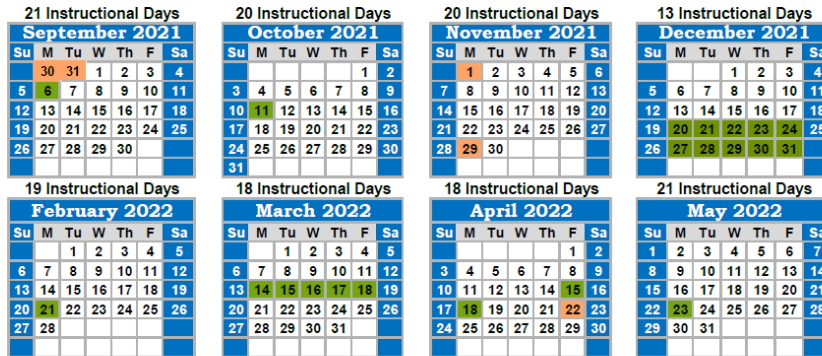 21 Instructional Days
September 2021
Su M Tu W Th F Sa
30 31 1 2 3 4
5 6 7 8 9 10 11
12 13 14 15 16 17 18
19 20 21 22 23 24 25
26 27 28 29 30
20 Instructional Days
October 2021
Su M Tu W Th F Sa
1 2
3 4 5 6 7 8 9
10 11 12 13 14 15 16
17 18 19 20 21 22 23
24 25 26 27 28 29 30
31
20 Instructional Days
November 2021
Su M Tu W Th F Sa
1 2 3 4 5 6
7 8 9 10 11 12 13
14 15 16 17 18 19 20
21 22 23 24 25 26 27
28 29 30
13 Instructional Days
December 2021
Su M Tu W Th F Sa
1 2 3 4
5 6 7 8 9 10 11
12 13 14 15 16 17 18
19 20 21 22 23 24 25
26 27 28 29 30 31
19 Instructional Days
February 2022
Su M Tu W Th F Sa
1 2 3 4 5
6 7 8 9 10 11 12
13 14 15 16 17 18 19
20 21 22 23 24 25 26
27 28
18 Instructional Days
March 2022
Su M Tu W Th F Sa
1 2 3 4 5
6 7 8 9 10 11 12
13 14 15 16 17 18 19
20 21 22 23 24 25 26
27 28 29 30 31
18 Instructional Days
April 2022
Su M Tu W Th F Sa
1 2
3 4 5 6 7 8 9
10 11 12 13 14 15 16
17 18 19 20 21 22 23
24 25 26 27 28 29 30
21 Instructional Days
May 2022
Su M Tu W Th F Sa
1 2 3 4 5 6 7
8 9 10 11 12 13 14
15 16 17 18 19 20 21
22 23 24 25 26 27 28
29 30 31